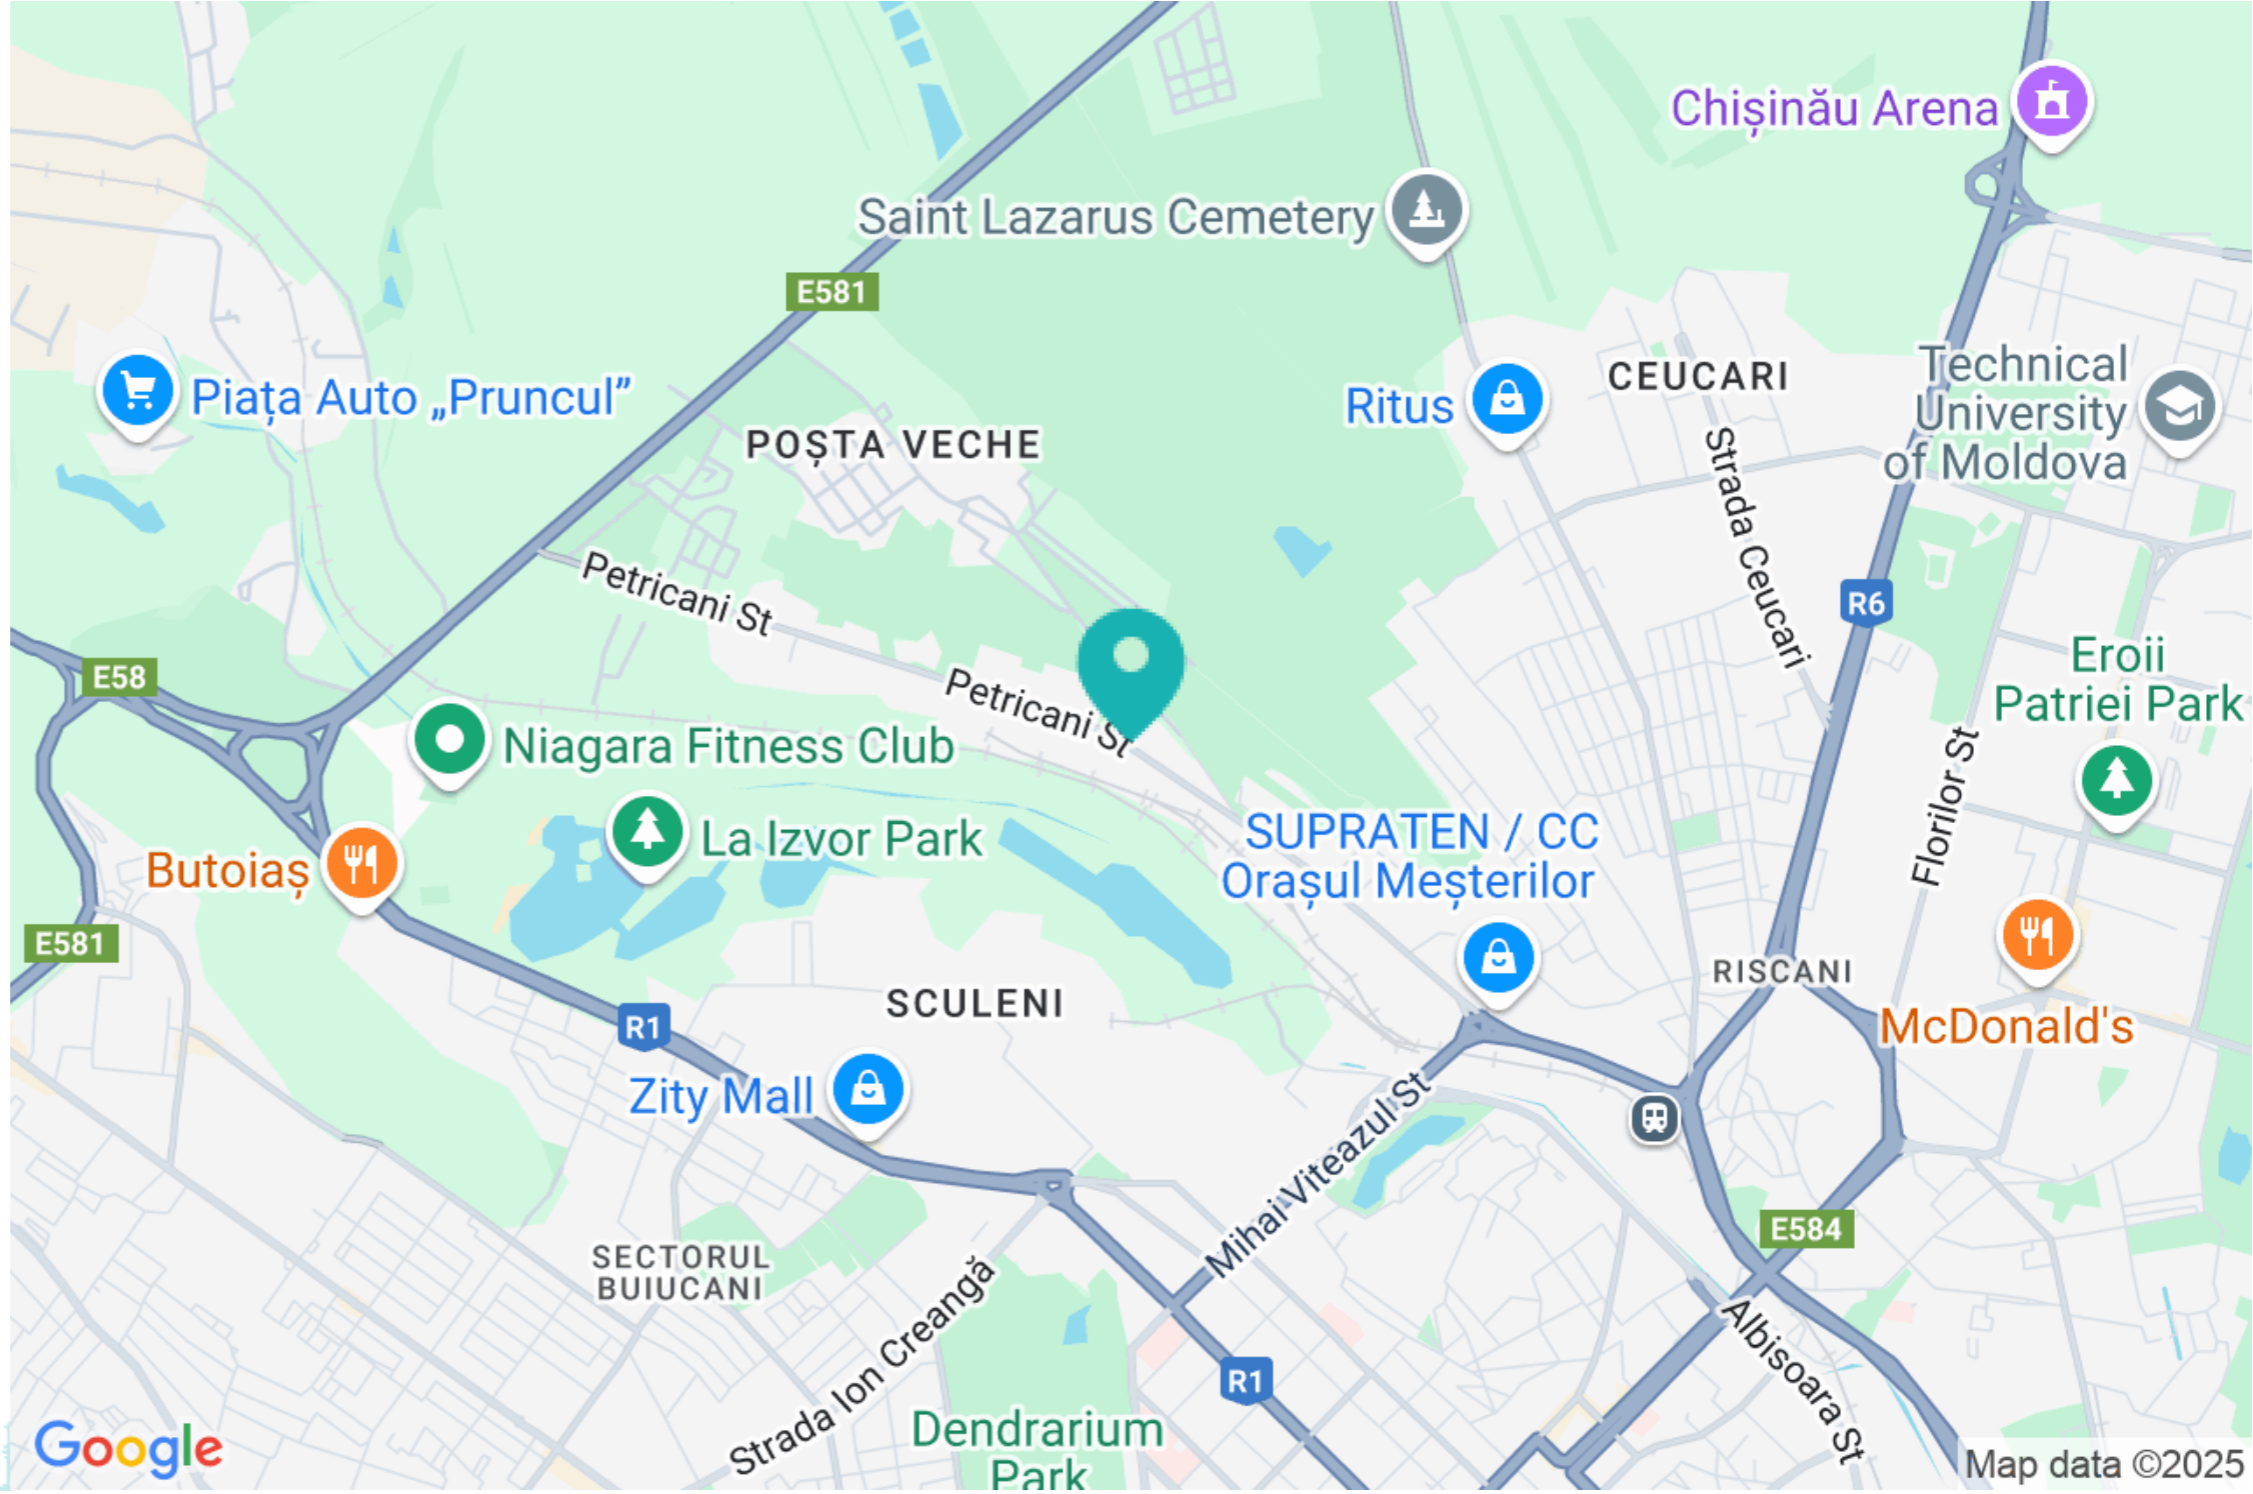 Chișinău Arena
Saint Lazarus Cemetery
E581
Piața Auto „Pruncul”
POȘTA VECHE
Ritus
CEUCARI
Technical
University
of Moldova
Strada Ceucari
Petricani St
R6
E58
Petricani St
Eroii
Patriei Park
Niagara Fitness Club
Florilor St
La Izvor Park
SUPRATEN / CC
Orașul Meșterilor
Butoiaș
E581
RISCANI
SCULENI
R1
McDonald's
Zity Mall
Mihai Viteazul St
E584
SECTORUL
BUIUCANI
Strada Ion Creangă
Albisoara St
R1
Dendrarium
Park
Google
Map data ©2025